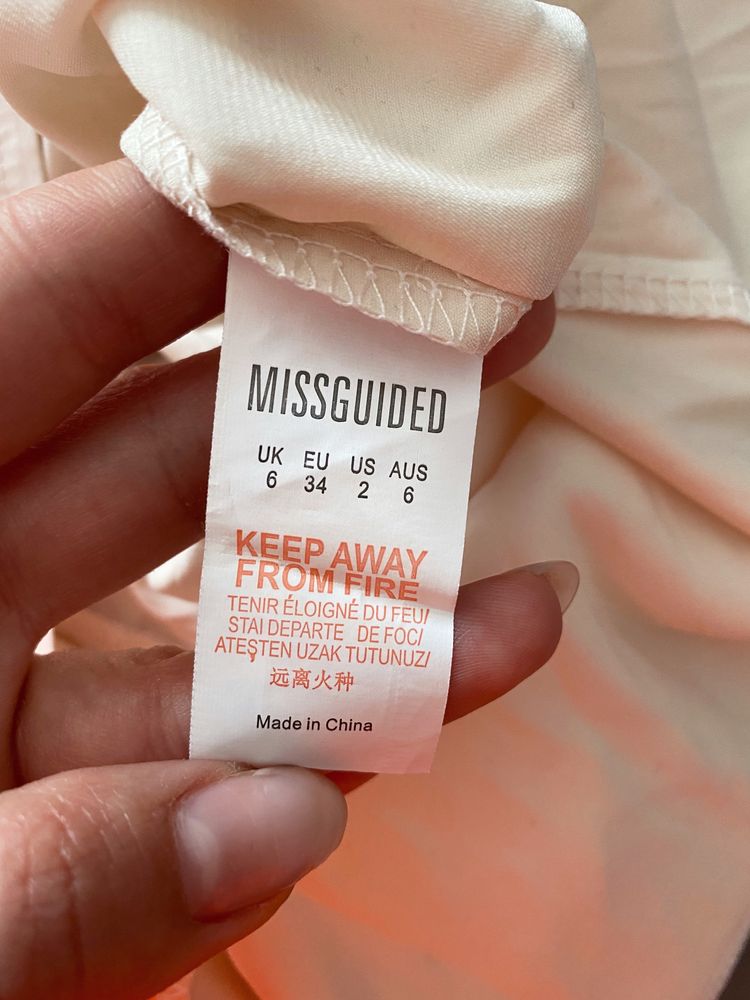 MISSGUIDED
UK EU US AUS
6 34 2 6
KEEP AWAY
FROM FIRE
TENIR ÉLOIGNÉ DU FEU/
STAI DEPARTE DE FOC/
ATEŞTEN UZAK TUTUNUZ/
远离火种
Made in China